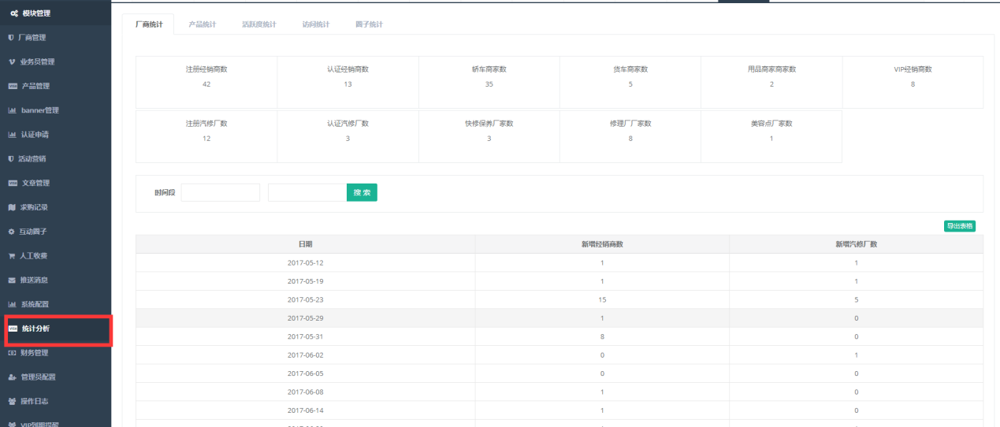 模块管理
厂商管理
业务员管理
产品管理
banner管理
认证申请
活动营销
文章管理
求购记录
互动圈子
人工收费
推送消息
系统配置
统计分析
财务管理
管理员配置
操作日志
VIP到期提醒
厂商统计 产品统计 活跃度统计 访问统计 圈子统计
注册经销商数 认证经销商数 轿车商家数 货车商家数 用品商家商家数 VIP经销商数
42 13 35 5 2 8
注册汽修厂数 认证汽修厂数 快修保养厂家数 修理厂厂家数 美容点厂家数
12 3 3 8 1
时间段 搜 索
导出表格
日期 新增经销商数 新增汽修厂数
2017-05-12 1 1
2017-05-19 1 1
2017-05-23 15 5
2017-05-29 1 0
2017-05-31 8 0
2017-06-02 0 1
2017-06-05 0 0
2017-06-08 1 0
2017-06-14 1 0